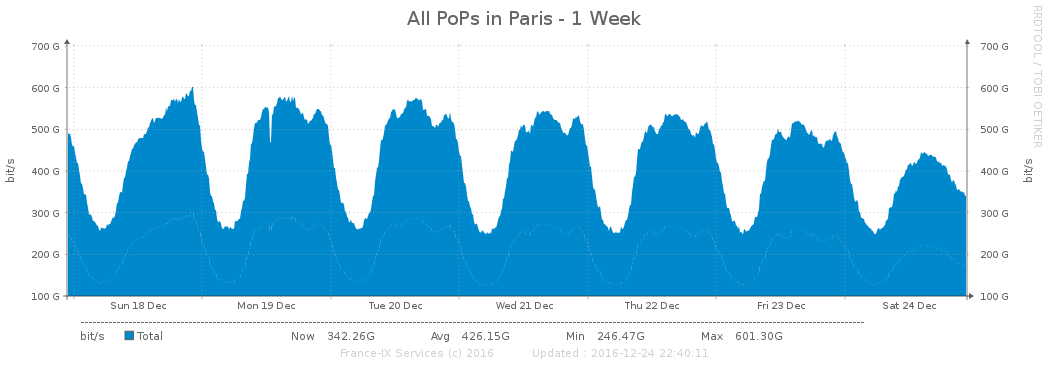 All PoPs in Paris - 1 Week
RRDTOOL / TOBI OETIKER
700 G 700 G
600 G 600 G
500 G 500 G
400 G 400 G
300 G 300 G
200 G 200 G
100 G 100 G
bit/s
bit/s
Sun 18 Dec Mon 19 Dec Tue 20 Dec Wed 21 Dec Thu 22 Dec Fri 23 Dec Sat 24 Dec
bit/s Total Now 342.26G Avg 426.15G Min 246.47G Max 601.30G
France-IX Services (c) 2016 Updated : 2016-12-24 22:40:11